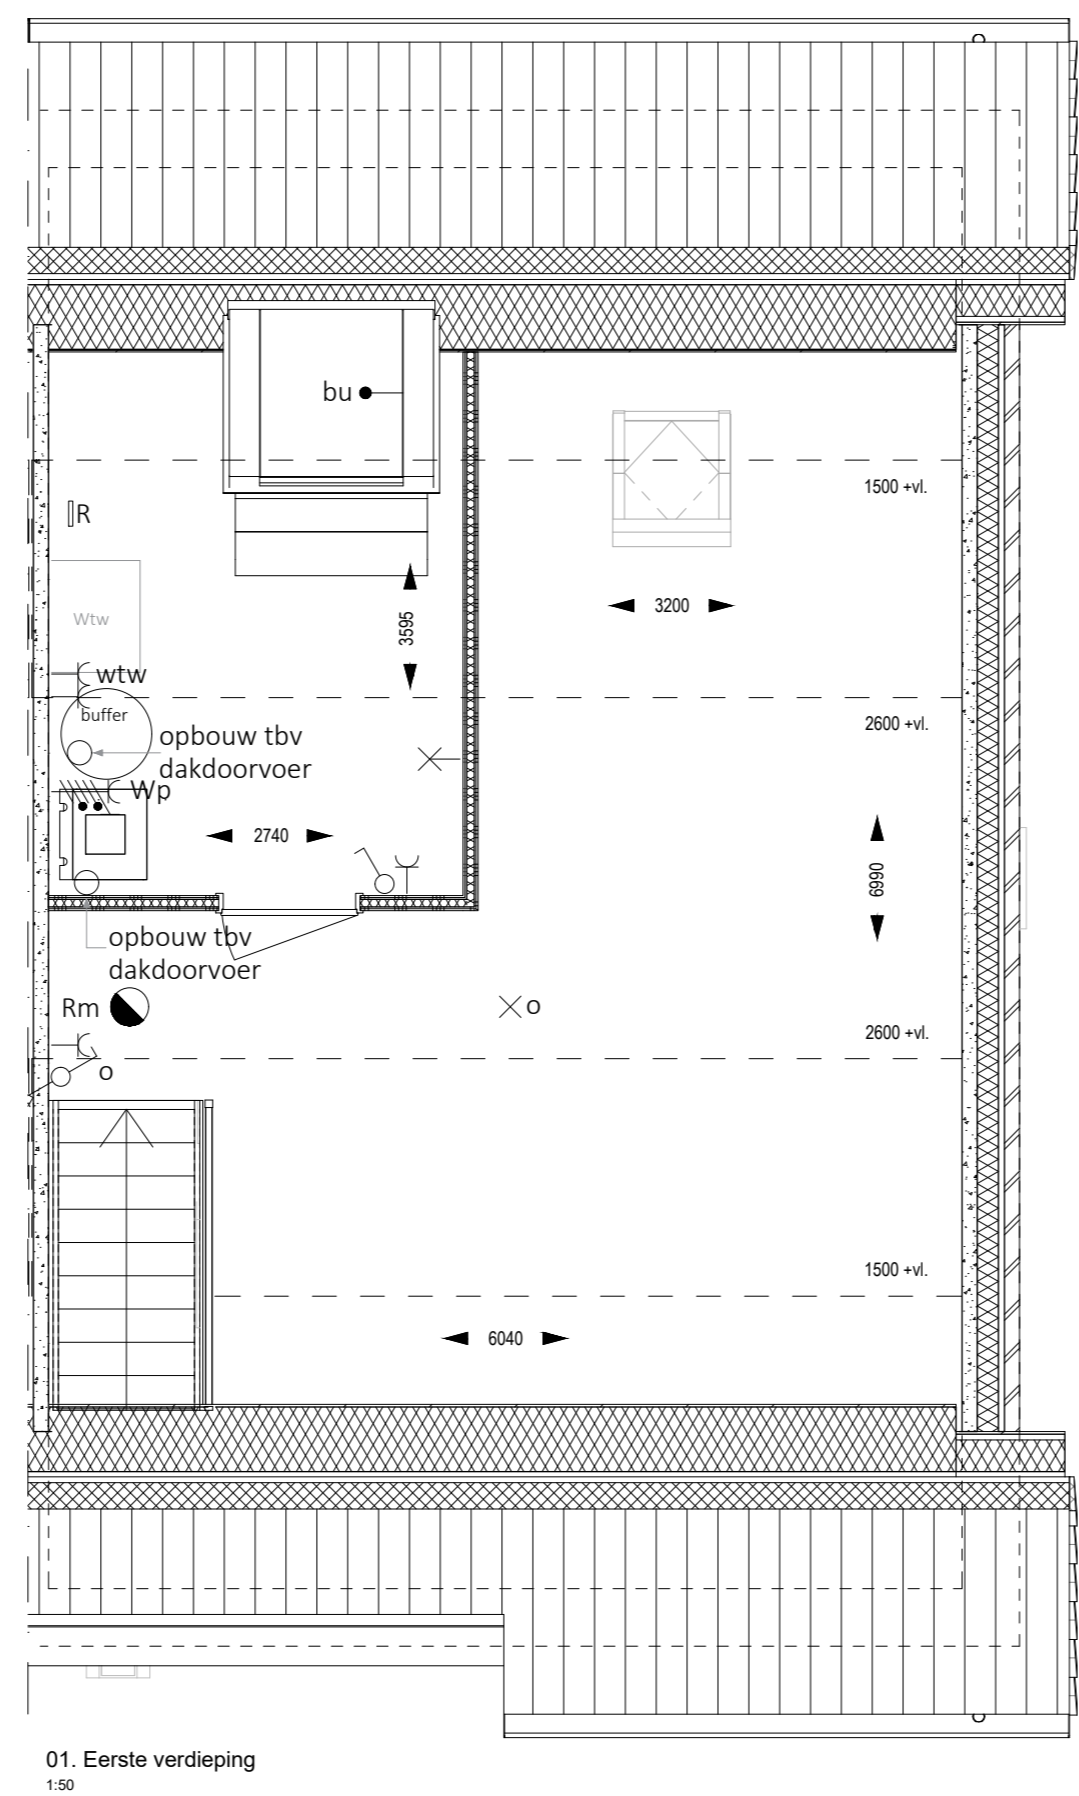 bu
1500 +vl.
R
3200
3595
Wtw
wtw
buffer
2600 +vl.
opbouw tbv
dakdoorvoer
Wp
2740
6990
opbouw tbv
dakdoorvoer
Rm
o
2600 +vl.
o
1500 +vl.
6040
01. Eerste verdieping
1:50